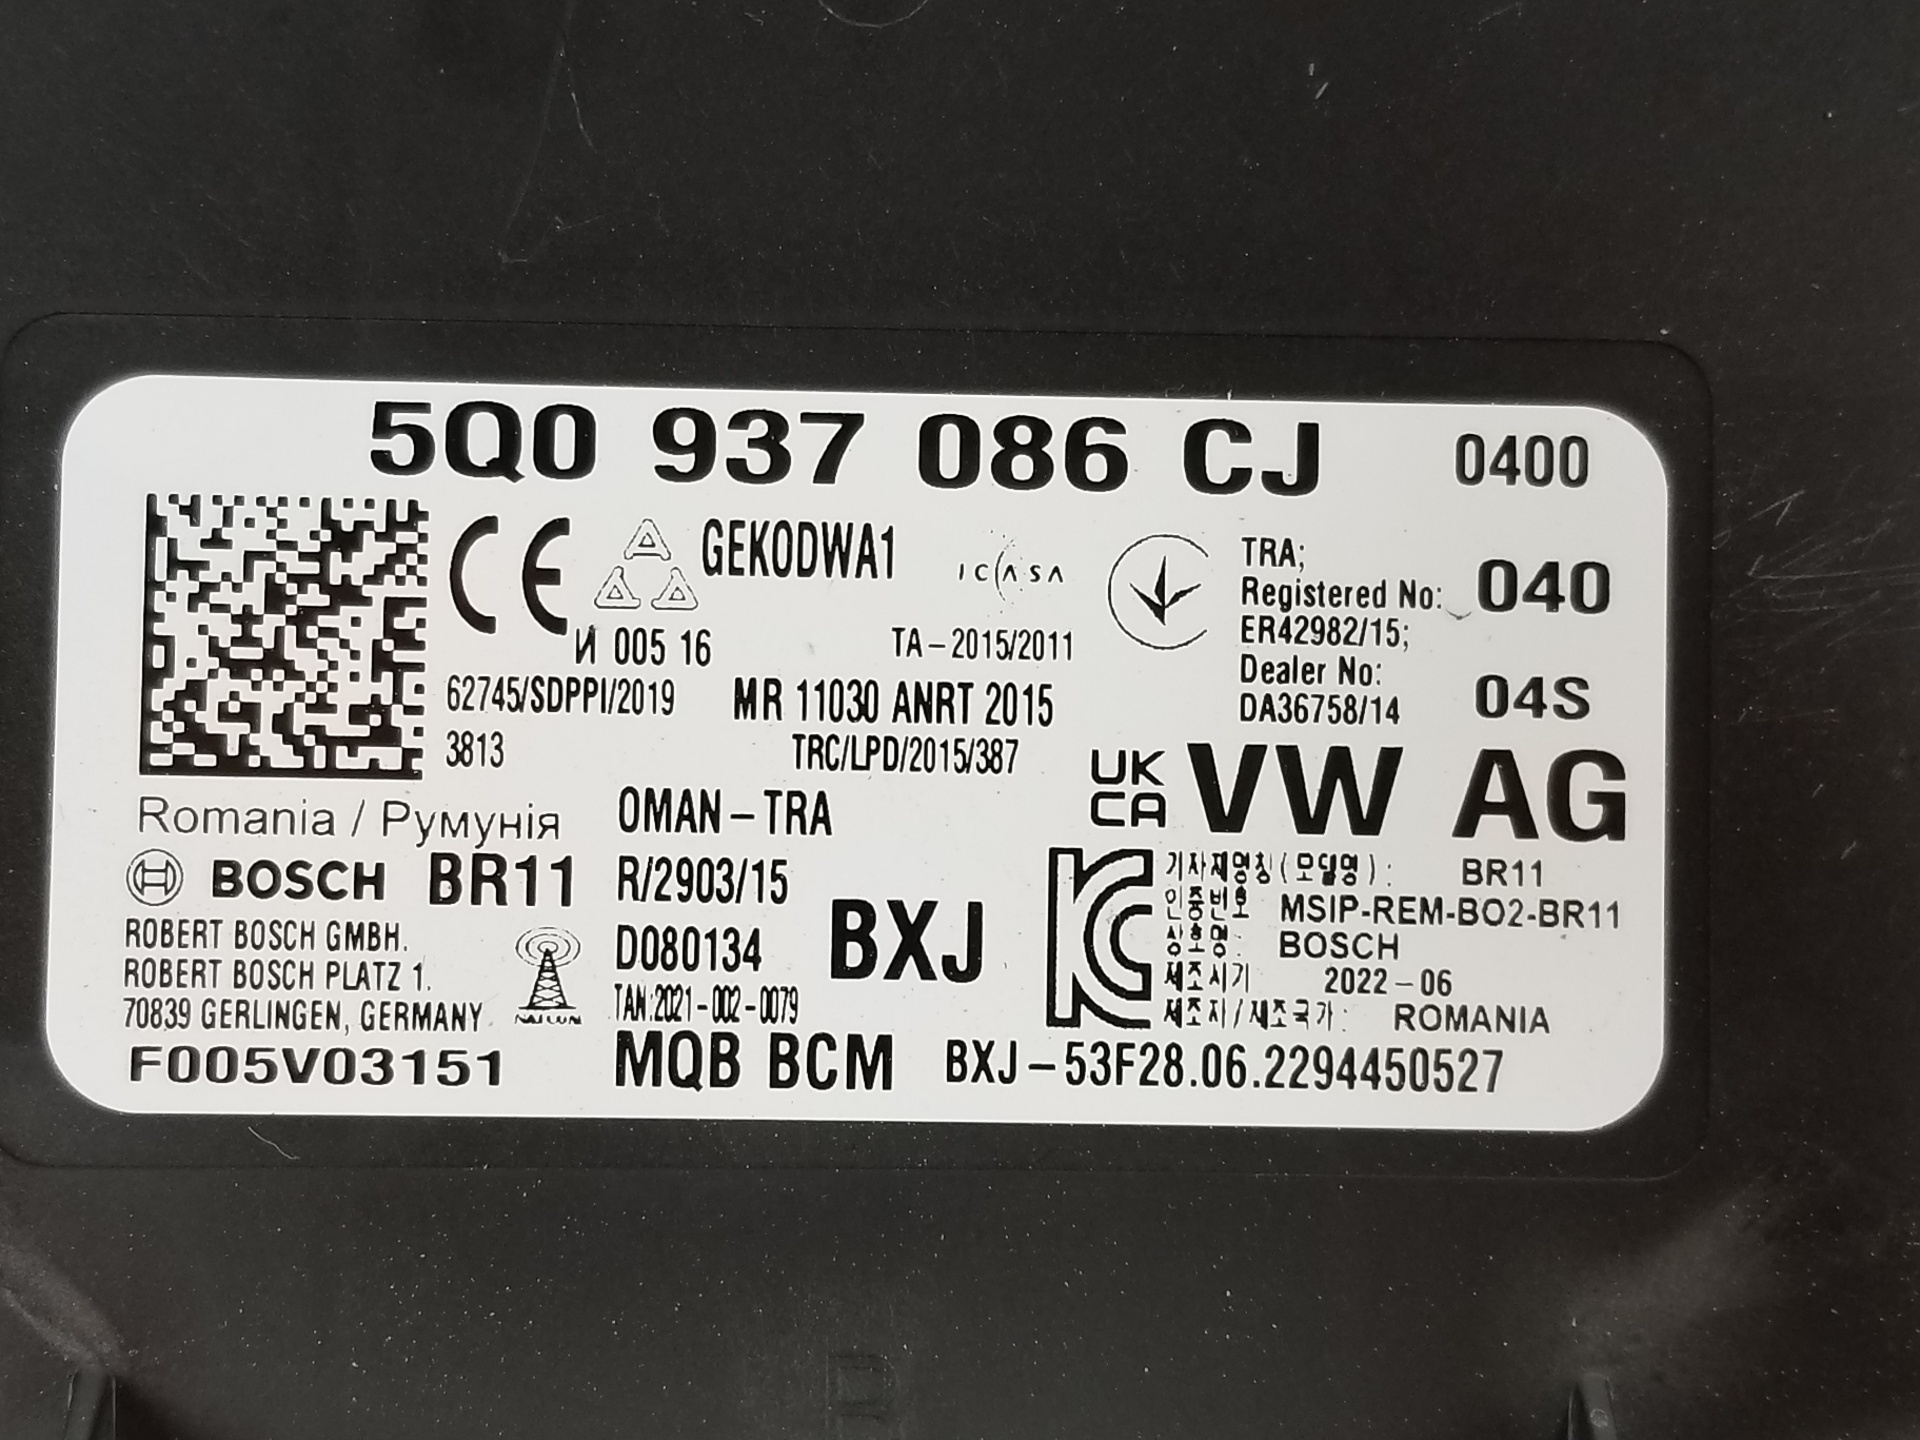 5Q0 937 086 CJ 0400
CE GEKODWA1 ICASA TRA;
Registered No: 040
И 005 16 TA-2015/2011 ER42982/15;
Dealer No: 04S
62745/SDPPI/2019 MR 11030 ANRT 2015 DA36758/14
3813 TRC/LPD/2015/387 UK
CA VW AG
Romania / Румунія OMAN-TRA
BOSCH BR11 R/2903/15 기자재명칭(모델명): BR11
인증번호 MSIP-REM-BO2-BR11
ROBERT BOSCH GMBH. D080134 BXJ 상호명: BOSCH
ROBERT BOSCH PLATZ 1. 제조시기 2022-06
70839 GERLINGEN, GERMANY TAN:2021-002-0079 제조자/제조국가: ROMANIA
F005V03151 MQB BCM BXJ-53F28.06.2294450527